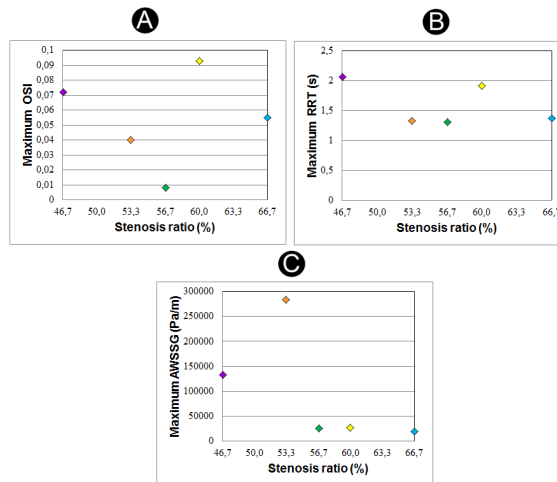 A
B
Maximum OSI
0,1
0,09
0,08
0,07
0,06
0,05
0,04
0,03
0,02
0,01
0
46,7 50,0 53,3 56,7 60,0 63,3 66,7
Stenosis ratio (%)
Maximum RRT (s)
2,5
2
1,5
1
0,5
0
46,7 50,0 53,3 56,7 60,0 63,3 66,7
Stenosis ratio (%)
C
Maximum AWSSG (Pa/m)
300000
250000
200000
150000
100000
50000
0
46,7 50,0 53,3 56,7 60,0 63,3 66,7
Stenosis ratio (%)